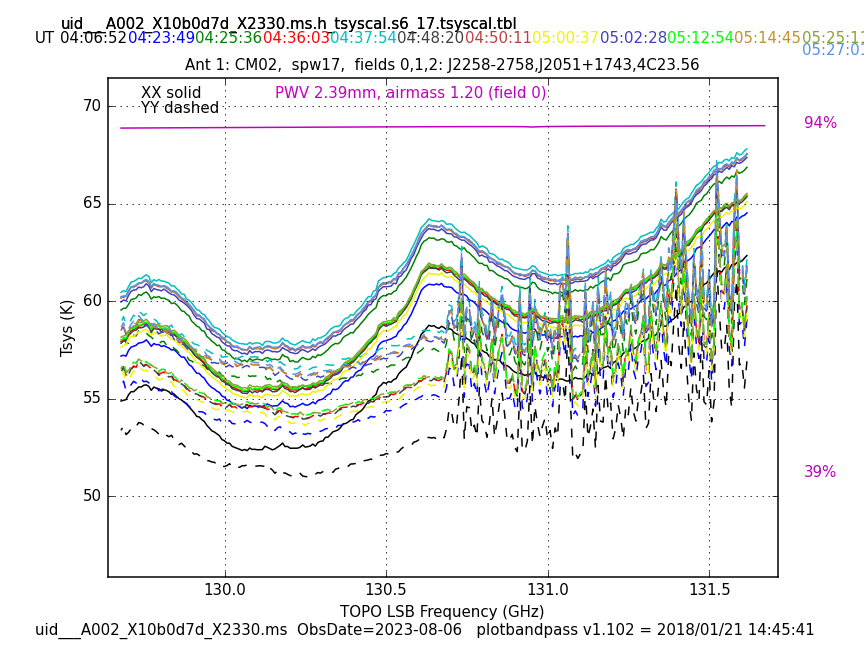 uid___A002_X10b0d7d_X2330.ms.h_tsyscal.s6_17.tsyscal.tbl
UT 04:06:52 04:23:49 04:25:36 04:36:03 04:37:54 04:48:20 04:50:11 05:00:37 05:02:28 05:12:54 05:14:45 05:25:11
05:27:01
Ant 1: CM02, spw17, fields 0,1,2: J2258-2758,J2051+1743,4C23.56
XX solid PWV 2.39mm, airmass 1.20 (field 0)
YY dashed
94%
39%
70
65
60
55
50
Tsys (K)
130.0 130.5 131.0 131.5
TOPO LSB Frequency (GHz)
uid___A002_X10b0d7d_X2330.ms ObsDate=2023-08-06 plotbandpass v1.102 = 2018/01/21 14:45:41